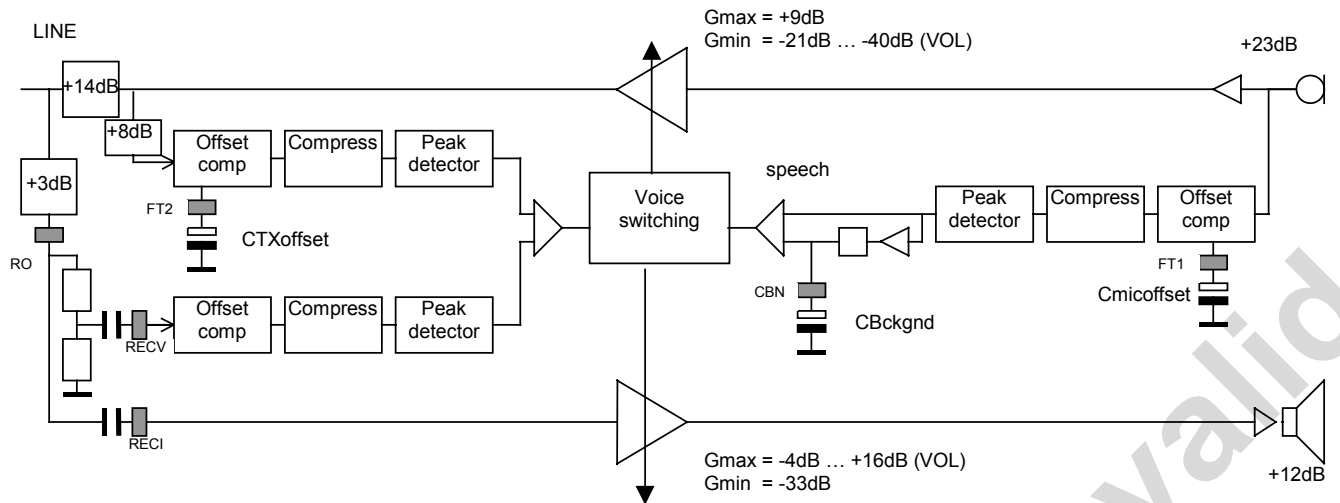 LINE
Gmax = +9dB
Gmin = -21dB … -40dB (VOL)
+23dB
+14dB
+8dB
Offset comp
Compress
Peak detector
+3dB
FT2
CTXoffset
RO
Voice switching
speech
Peak detector
Compress
Offset comp
FT1
Cmicoffset
CBN
CBckgnd
RECV
Offset comp
Compress
Peak detector
RECI
Gmax = -4dB … +16dB (VOL)
Gmin = -33dB
+12dB
valid